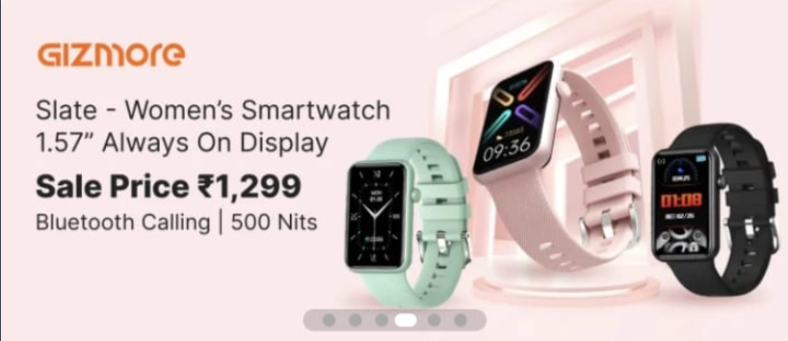 GIZMORE
Slate - Women's Smartwatch
1.57" Always On Display
Sale Price ₹1,299
Bluetooth Calling | 500 Nits
09:36
01:08